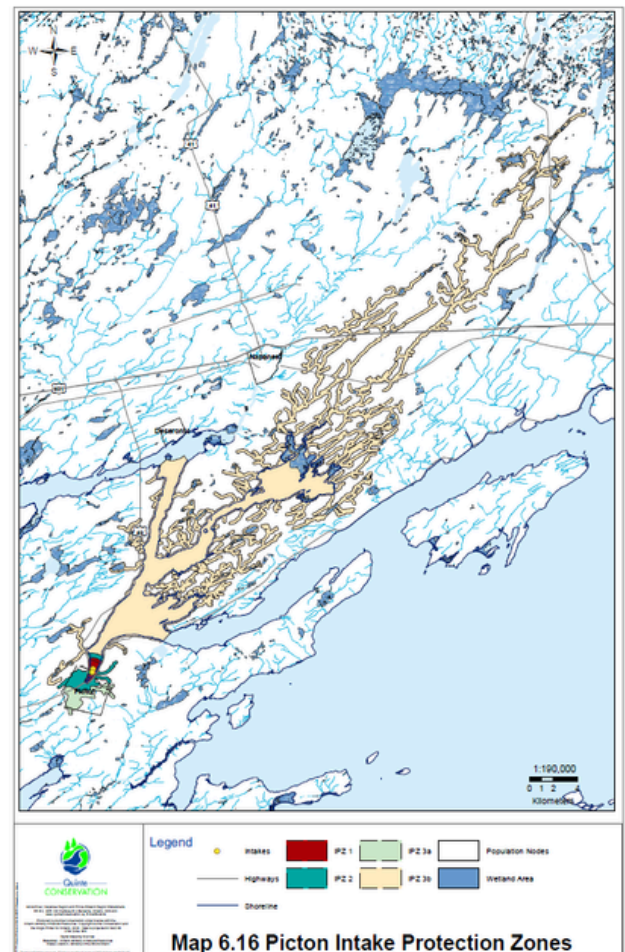 N
W E
S
41
41
Napanee
401
Deseronto
49
Picton
1:190,000
0 1 2 4
Kilometers
Quinte
CONSERVATION
Legend
Intakes
IPZ 1
IPZ 3a
Population Nodes
Highways
IPZ 2
IPZ 3b
Wetland Area
Shoreline
Map 6.16 Picton Intake Protection Zones